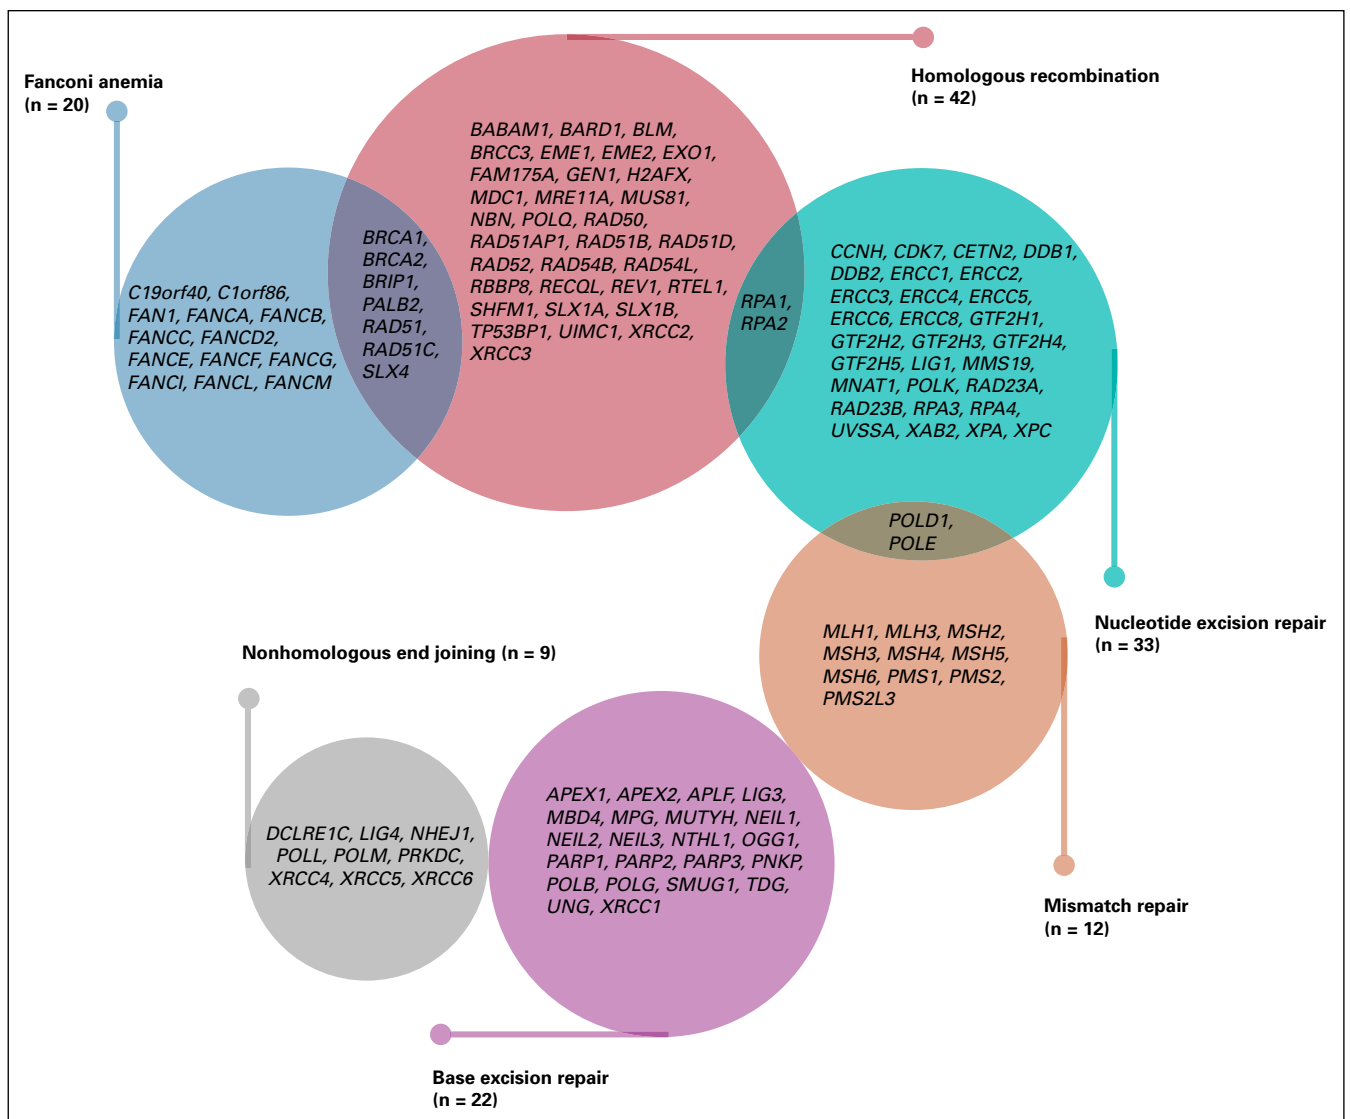 Fanconi anemia
(n = 20)
Homologous recombination
(n = 42)
C19orf40, C1orf86,
FAN1, FANCA, FANCB,
FANCC, FANCD2,
FANCE, FANCF, FANCG,
FANCI, FANCL, FANCM
BRCA1,
BRCA2,
BRIP1,
PALB2,
RAD51,
RAD51C,
SLX4
BABAM1, BARD1, BLM,
BRCC3, EME1, EME2, EXO1,
FAM175A, GEN1, H2AFX,
MDC1, MRE11A, MUS81,
NBN, POLQ, RAD50,
RAD51AP1, RAD51B, RAD51D,
RAD52, RAD54B, RAD54L,
RBBP8, RECQL, REV1, RTEL1,
SHFM1, SLX1A, SLX1B,
TP53BP1, UIMC1, XRCC2,
XRCC3
RPA1,
RPA2
CCNH, CDK7, CETN2, DDB1,
DDB2, ERCC1, ERCC2,
ERCC3, ERCC4, ERCC5,
ERCC6, ERCC8, GTF2H1,
GTF2H2, GTF2H3, GTF2H4,
GTF2H5, LIG1, MMS19,
MNAT1, POLK, RAD23A,
RAD23B, RPA3, RPA4,
UVSSA, XAB2, XPA, XPC
POLD1,
POLE
Nucleotide excision repair
(n = 33)
MLH1, MLH3, MSH2,
MSH3, MSH4, MSH5,
MSH6, PMS1, PMS2,
PMS2L3
Nonhomologous end joining (n = 9)
DCLRE1C, LIG4, NHEJ1,
POLL, POLM, PRKDC,
XRCC4, XRCC5, XRCC6
APEX1, APEX2, APLF, LIG3,
MBD4, MPG, MUTYH, NEIL1,
NEIL2, NEIL3, NTHL1, OGG1,
PARP1, PARP2, PARP3, PNKP,
POLB, POLG, SMUG1, TDG,
UNG, XRCC1
Mismatch repair
(n = 12)
Base excision repair
(n = 22)